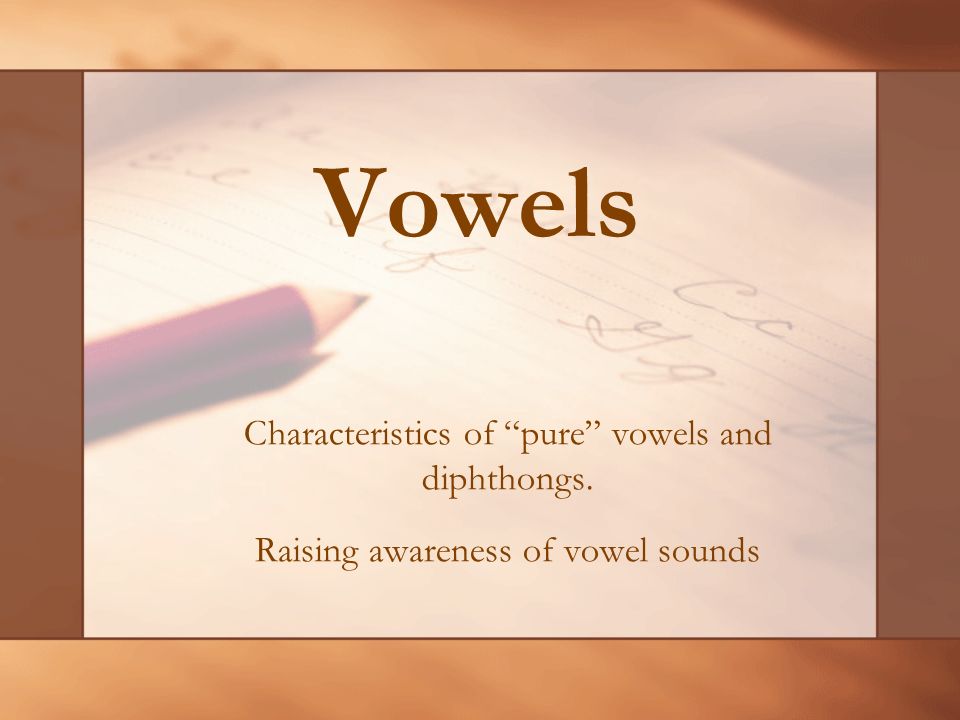 Vowels
Characteristics of “pure” vowels and
diphthongs.
Raising awareness of vowel sounds